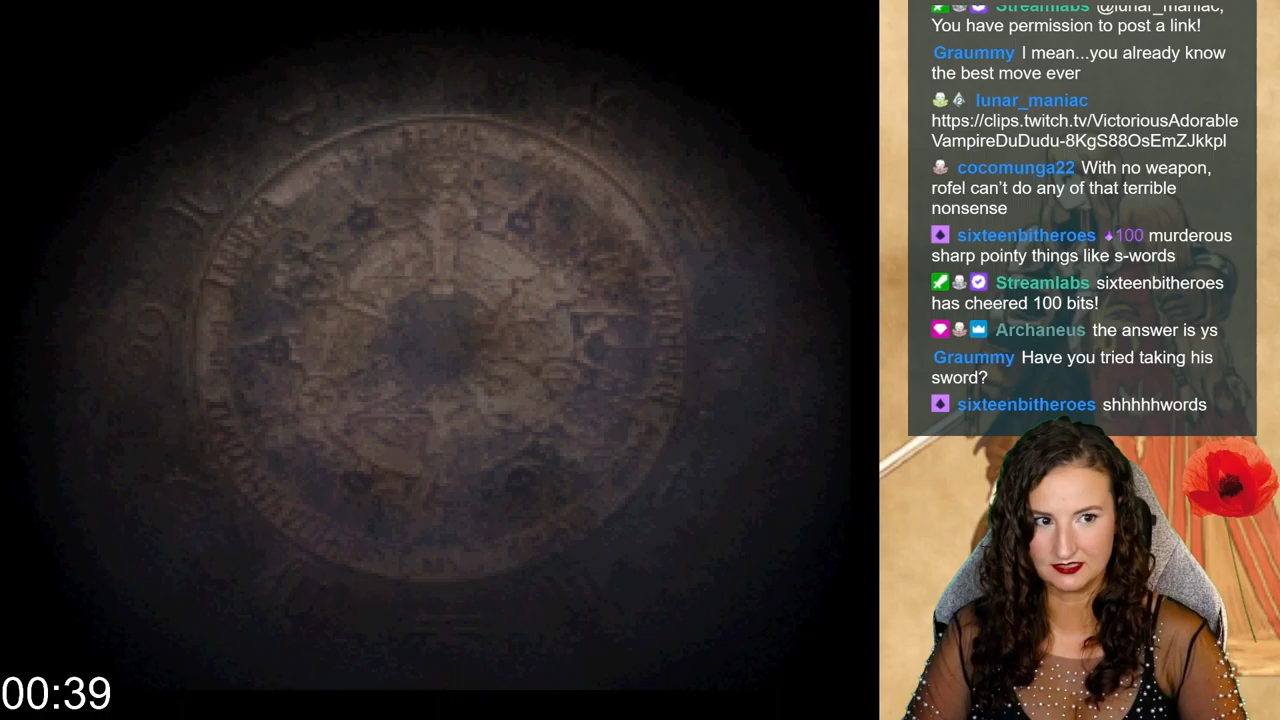 Streamlabs @lunar_maniac,
You have permission to post a link!
Graummy I mean...you already know
the best move ever
lunar_maniac
https://clips.twitch.tv/VictoriousAdorable
VampireDuDudu-8KgS88OsEmZJkkpl
cocomunga22 With no weapon,
rofel can’t do any of that terrible
nonsense
sixteenbitheroes 100 murderous
sharp pointy things like s-words
Streamlabs sixteenbitheroes
has cheered 100 bits!
Archaneus the answer is ys
Graummy Have you tried taking his
sword?
sixteenbitheroes shhhhhwords
00:39